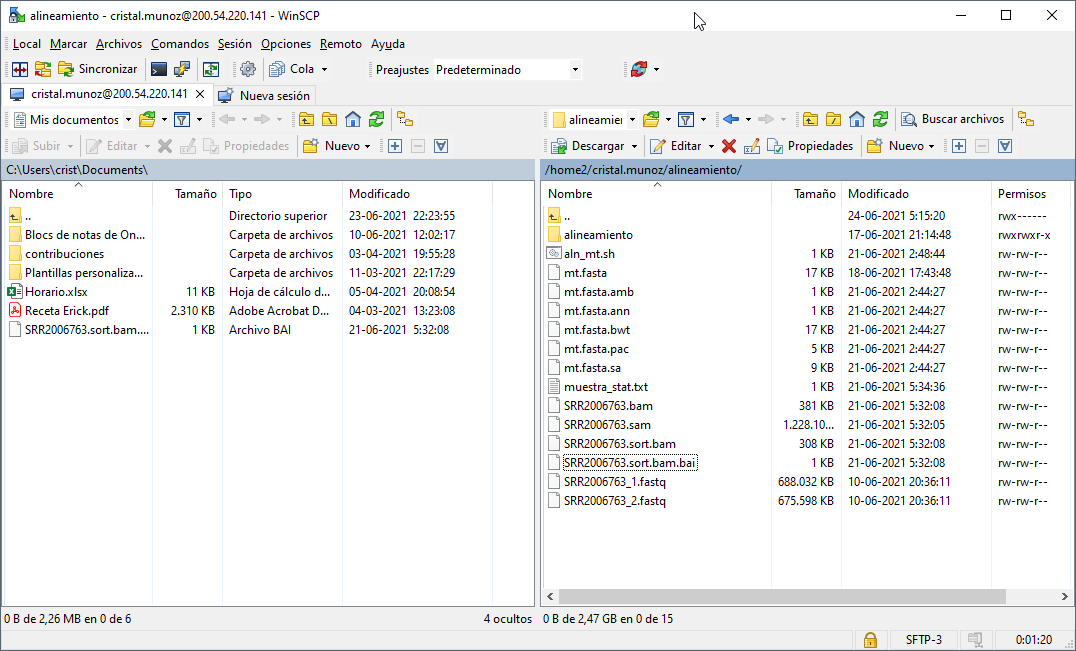 alineamiento - cristal.munoz@200.54.220.141 - WinSCP
Local Marcar Archivos Comandos Sesión Opciones Remoto Ayuda
Sincronizar Cola Preajustes Predeterminado
cristal.munoz@200.54.220.141 Nueva sesión
Mis documentos alineamie Buscar archivos
Subir Editar Propiedades Nuevo Descargar Editar Propiedades Nuevo
C:\Users\crist\Documents\ /home2/cristal.munoz/alineamiento/
Nombre Tamaño Tipo Modificado
.. Directorio superior 23-06-2021 22:23:55
Blocs de notas de On... Carpeta de archivos 10-06-2021 12:02:17
contribuciones Carpeta de archivos 03-04-2021 19:55:28
Plantillas personaliza... Carpeta de archivos 11-03-2021 22:17:29
Horario.xlsx 11 KB Hoja de cálculo d... 05-04-2021 20:08:54
Receta Erick.pdf 2.310 KB Adobe Acrobat D... 04-03-2021 13:23:08
SRR2006763.sort.bam.... 1 KB Archivo BAI 21-06-2021 5:32:08
Nombre Tamaño Modificado Permisos
.. 24-06-2021 5:15:20 rwx------
alineamiento 17-06-2021 21:14:48 rwxrwxr-x
aln_mt.sh 1 KB 21-06-2021 2:48:44 rw-rw-r--
mt.fasta 17 KB 18-06-2021 17:43:48 rw-rw-r--
mt.fasta.amb 1 KB 21-06-2021 2:44:27 rw-rw-r--
mt.fasta.ann 1 KB 21-06-2021 2:44:27 rw-rw-r--
mt.fasta.bwt 17 KB 21-06-2021 2:44:27 rw-rw-r--
mt.fasta.pac 5 KB 21-06-2021 2:44:27 rw-rw-r--
mt.fasta.sa 9 KB 21-06-2021 2:44:27 rw-rw-r--
muestra_stat.txt 1 KB 21-06-2021 5:34:36 rw-rw-r--
SRR2006763.bam 381 KB 21-06-2021 5:32:08 rw-rw-r--
SRR2006763.sam 1.228.10... 21-06-2021 5:32:05 rw-rw-r--
SRR2006763.sort.bam 308 KB 21-06-2021 5:32:08 rw-rw-r--
SRR2006763.sort.bam.bai 1 KB 21-06-2021 5:32:08 rw-rw-r--
SRR2006763_1.fastq 688.032 KB 10-06-2021 20:36:11 rw-rw-r--
SRR2006763_2.fastq 675.598 KB 10-06-2021 20:36:11 rw-rw-r--
0 B de 2,26 MB en 0 de 6 4 ocultos 0 B de 2,47 GB en 0 de 15
SFTP-3 0:01:20